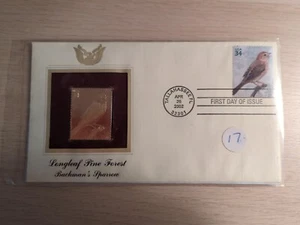 34
TALLAHASSEE, FL
APR
26
2002
32301
FIRST DAY OF ISSUE
17
Longleaf Pine Forest
Bachman's Sparrow